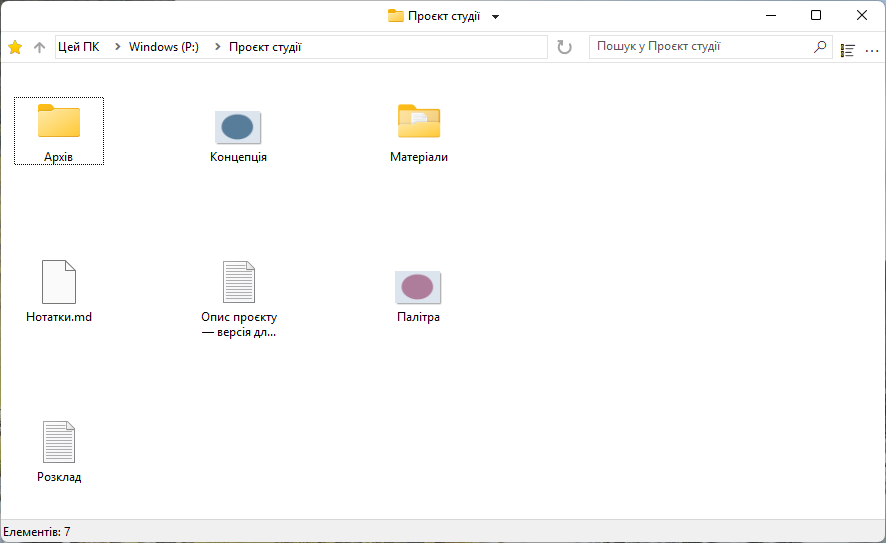 Проєкт студії
Цей ПК
Windows (P:)
Проєкт студії
Пошук у Проєкт студії
Архів
Концепція
Матеріали
Нотатки.md
Опис проєкту
— версія дл...
Палітра
Розклад
Елементів: 7